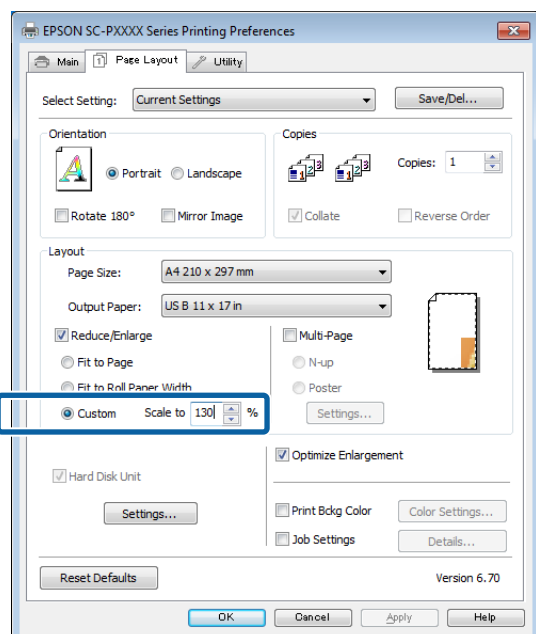 EPSON SC-PXXXX Series Printing Preferences
Main Page Layout Utility
Select Setting: Current Settings Save/Del...
Orientation Copies
Portrait Landscape Copies: 1
Rotate 180° Mirror Image Collate Reverse Order
Layout
Page Size: A4 210 x 297 mm
Output Paper: US B 11 x 17 in
Reduce/Enlarge Multi-Page
Fit to Page N-up
Fit to Roll Paper Width Poster
Custom Scale to 130 % Settings...
Optimize Enlargement
Hard Disk Unit
Settings... Print Bckg Color Color Settings...
Job Settings Details...
Reset Defaults Version 6.70
OK Cancel Apply Help